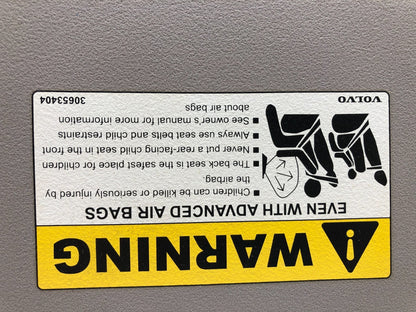 WARNING
EVEN WITH ADVANCED AIR BAGS
■ Children can be killed or seriously injured by
the airbag
■ The back seat is the safest place for children
■ Never put a rear-facing child seat in the front
■ Always use seat belts and child restraints
■ See owner's manual for more information
about air bags
VOLVO
30653404